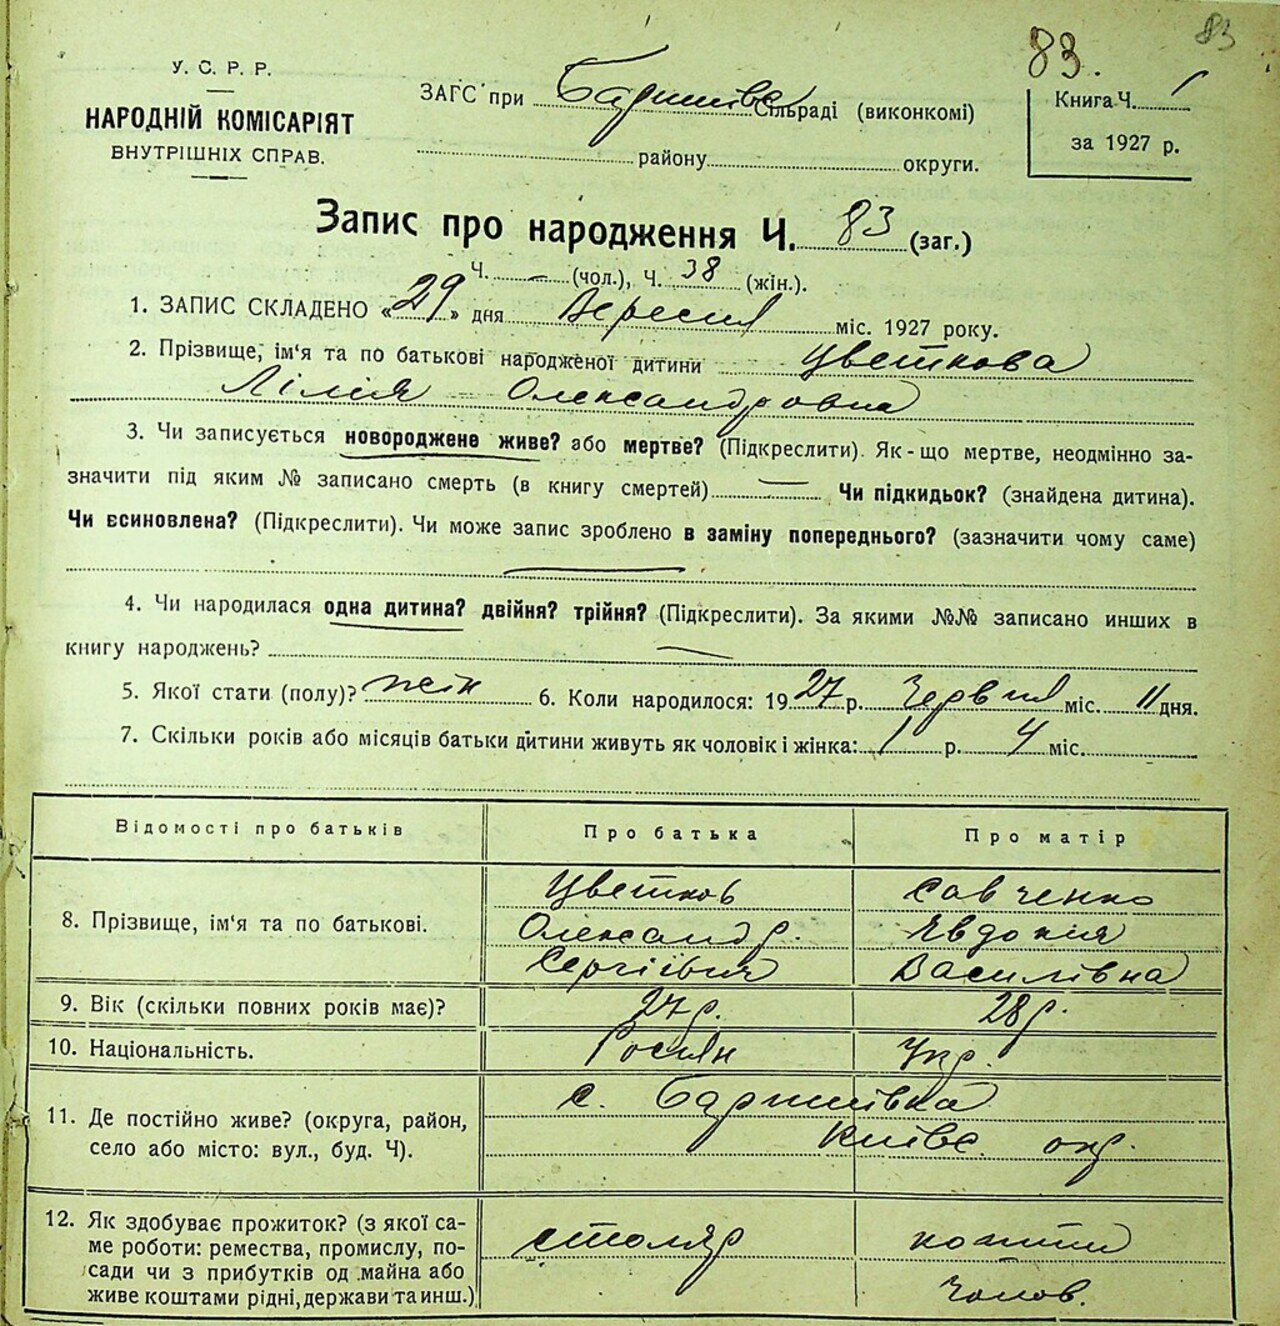 83
83.
У. С. Р. Р.
НАРОДНІЙ КОМІСАРІЯТ
ВНУТРІШНІХ СПРАВ.
ЗАГС при Баришівс Сільраді (виконкомі)
району округи.
Книга Ч. 1
за 1927 р.
Запис про народження Ч. 83 (заг.)
Ч. — (чол.), Ч. 38 (жін.).
1. ЗАПИС СКЛАДЕНО «29» дня Вересня міс. 1927 року.
2. Прізвище, ім'я та по батькові народженої дитини Цветкова
Лілія Олександровна
3. Чи записується новороджене живе? або мертве? (Підкреслити). Як-що мертве, неодмінно за-
значити під яким № записано смерть (в книгу смертей) — Чи підкидьок? (знайдена дитина).
Чи всиновлена? (Підкреслити). Чи може запис зроблено в заміну попереднього? (зазначити чому саме)
4. Чи народилася одна дитина? двійня? трійня? (Підкреслити). За якими №№ записано инших в
книгу народжень? —
5. Якої стати (полу)? жін 6. Коли народилося: 1927 р. Червня міс. 11 дня.
7. Скільки років або місяців батьки дитини живуть як чоловік і жінка: 1 р. 4 міс.
Відомості про батьків Про батька Про матір
8. Прізвище, ім'я та по батькові.
Цветков
Олександр.
Сергіївич
Савченко
Явдокія
Василівна
9. Вік (скільки повних років має)? 27 р. 28 р.
10. Національність. Росіян Укр.
11. Де постійно живе? (округа, район,
село або місто: вул., буд. Ч).
с. Баришівка
Київс. окр.
12. Як здобуває прожиток? (з якої са-
ме роботи: ремества, промислу, по-
сади чи з прибутків од майна або
живе коштами рідні, держави та инш.)
столяр
кошти
чолов.